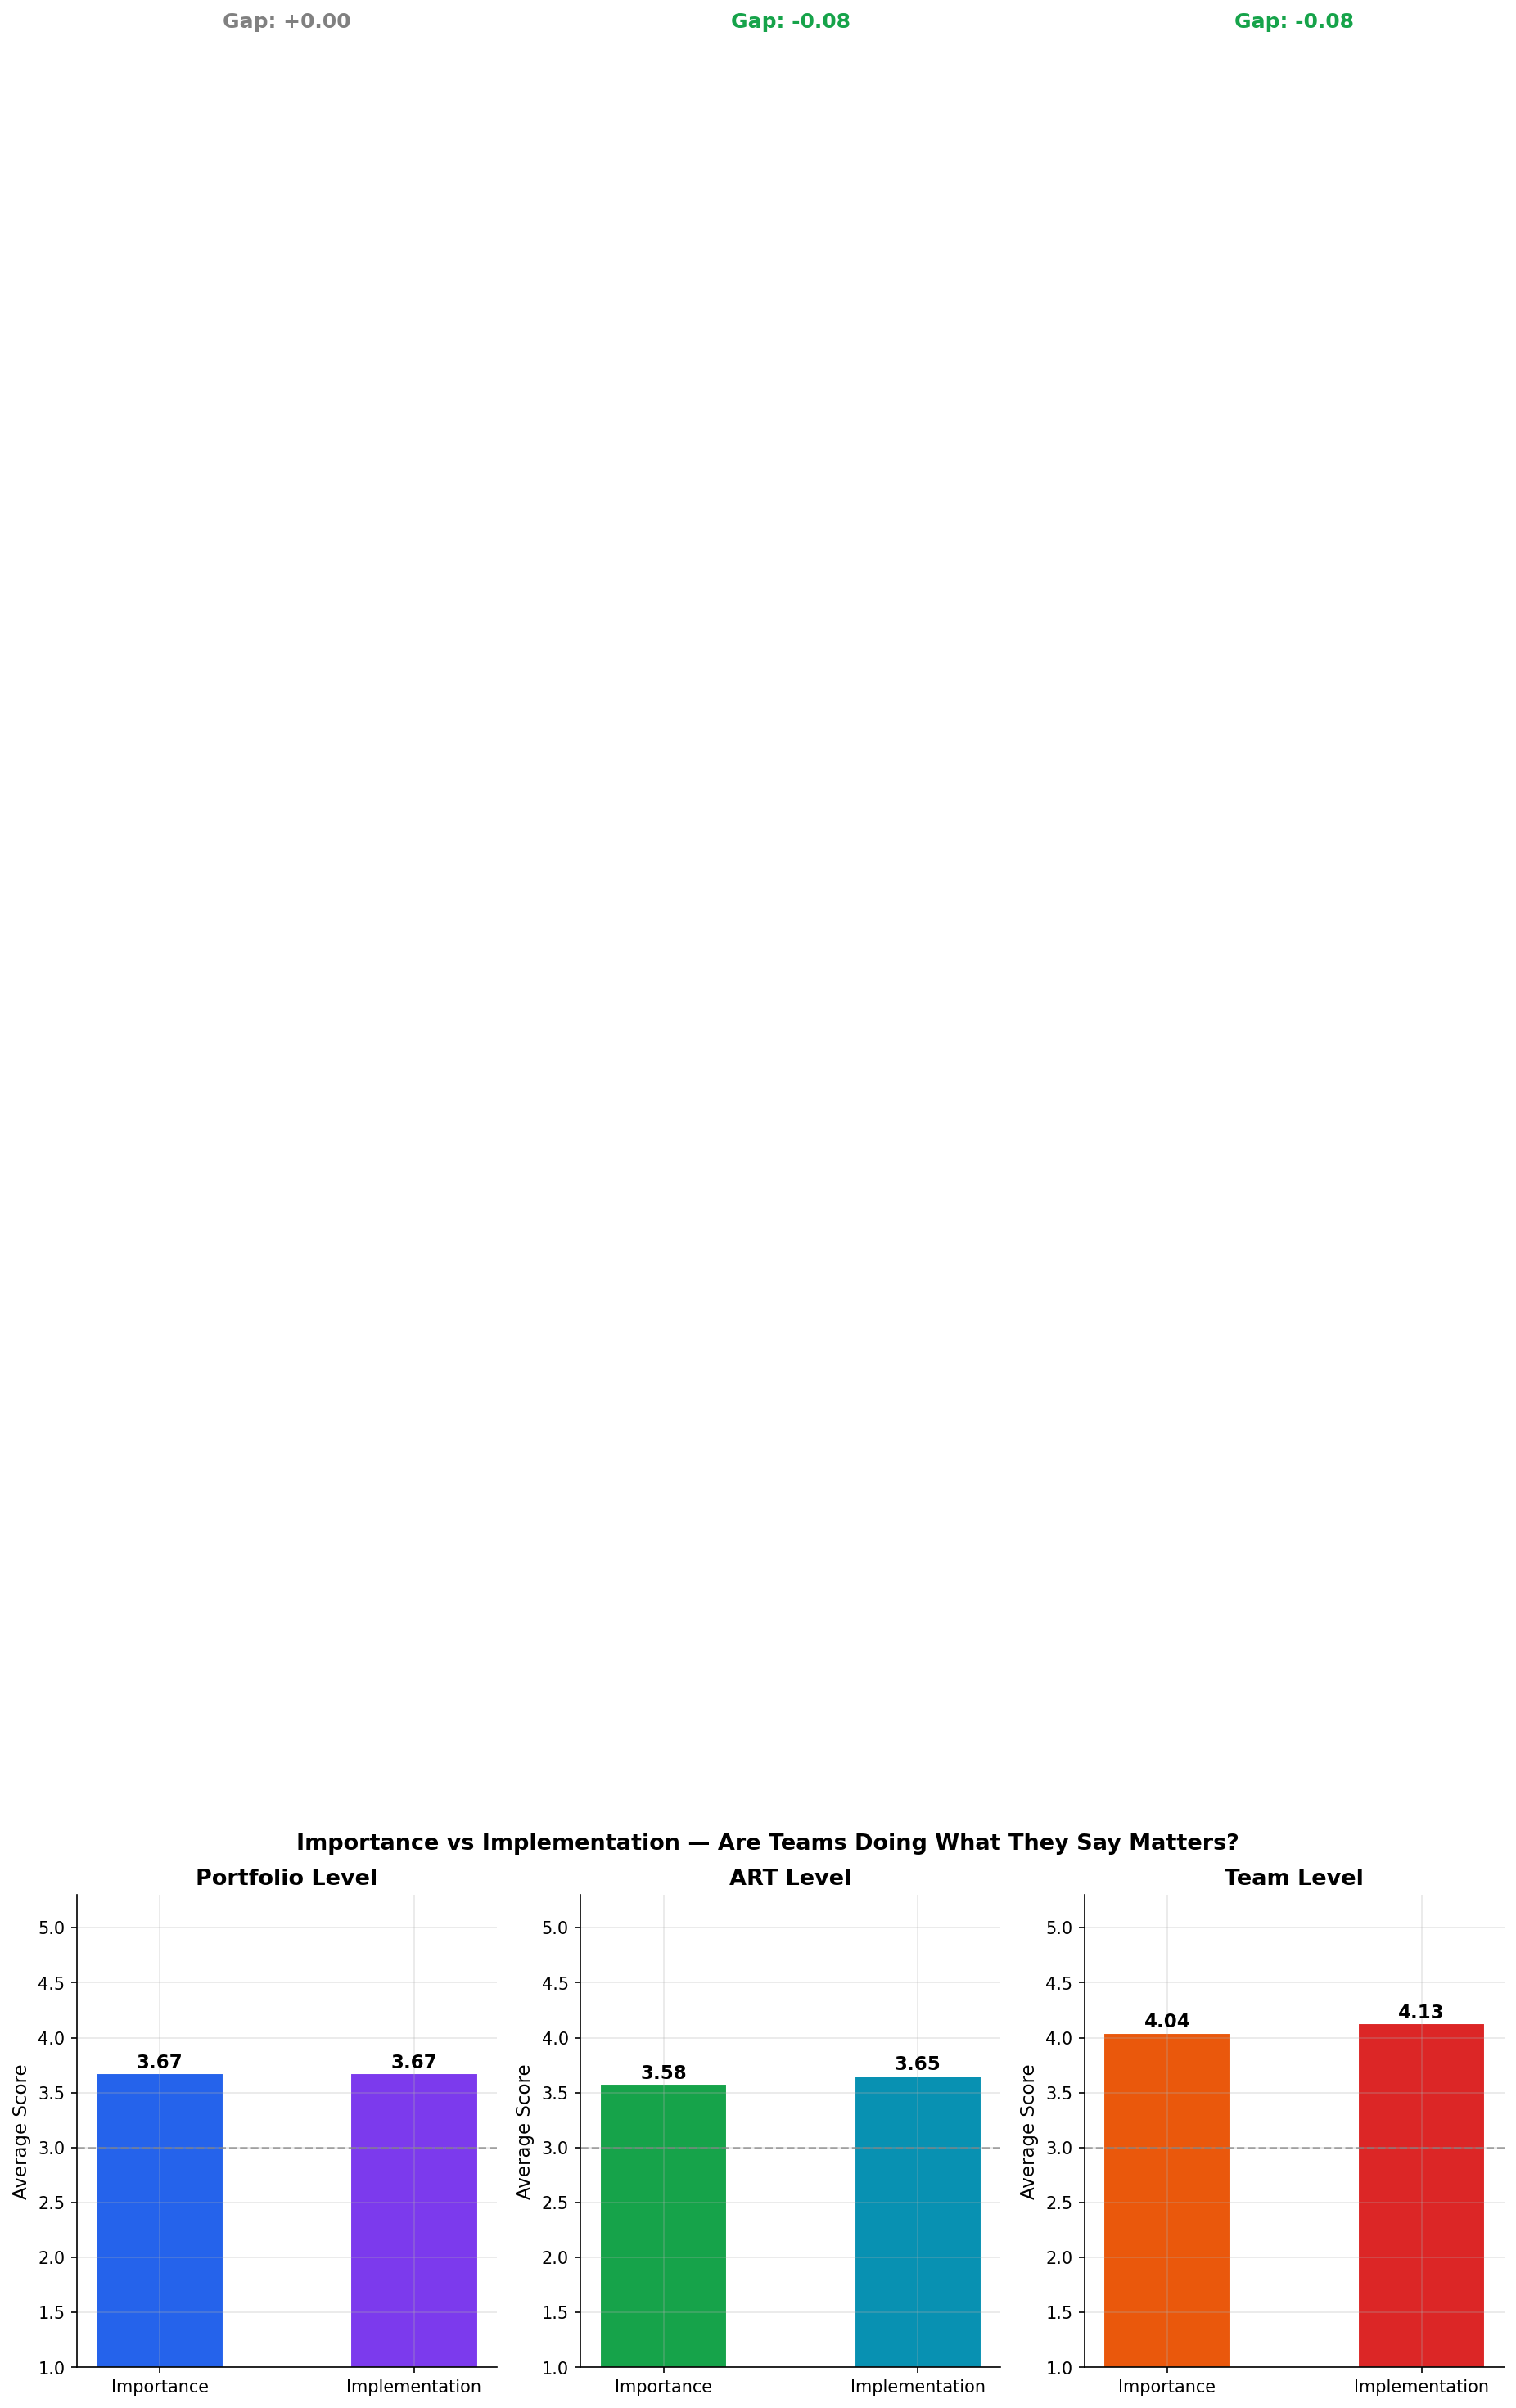 Gap: +0.00
Gap: -0.08
Gap: -0.08
Importance vs Implementation — Are Teams Doing What They Say Matters?
Portfolio Level
Average Score
5.0
4.5
4.0
3.5
3.0
2.5
2.0
1.5
1.0
3.67
3.67
Importance
Implementation
ART Level
Average Score
5.0
4.5
4.0
3.5
3.0
2.5
2.0
1.5
1.0
3.58
3.65
Importance
Implementation
Team Level
Average Score
5.0
4.5
4.0
3.5
3.0
2.5
2.0
1.5
1.0
4.04
4.13
Importance
Implementation